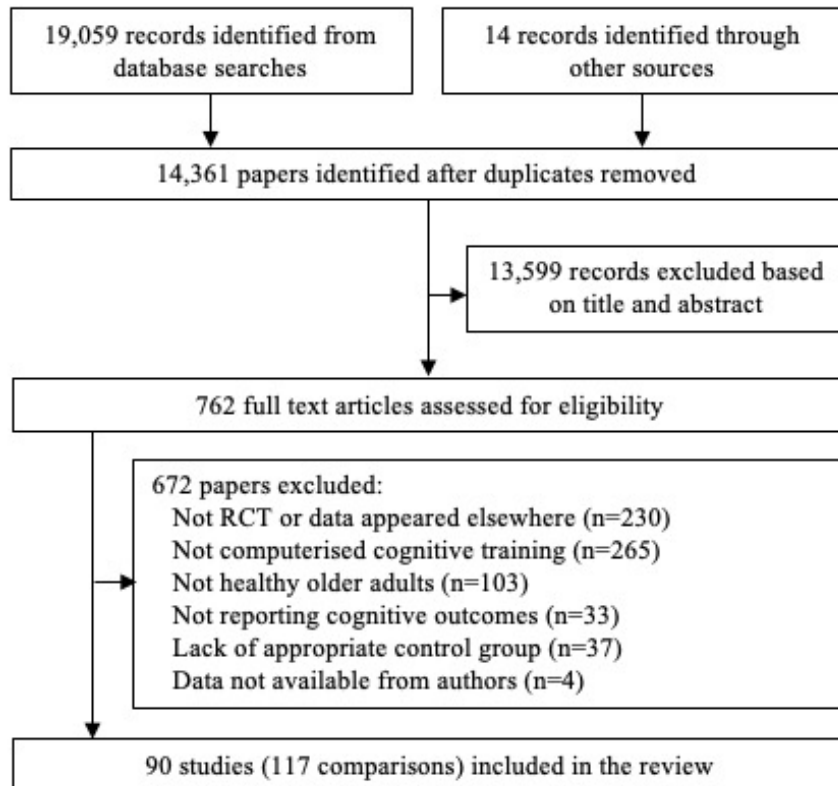 19,059 records identified from
database searches
14 records identified through
other sources
14,361 papers identified after duplicates removed
13,599 records excluded based
on title and abstract
762 full text articles assessed for eligibility
672 papers excluded:
Not RCT or data appeared elsewhere (n=230)
Not computerised cognitive training (n=265)
Not healthy older adults (n=103)
Not reporting cognitive outcomes (n=33)
Lack of appropriate control group (n=37)
Data not available from authors (n=4)
90 studies (117 comparisons) included in the review